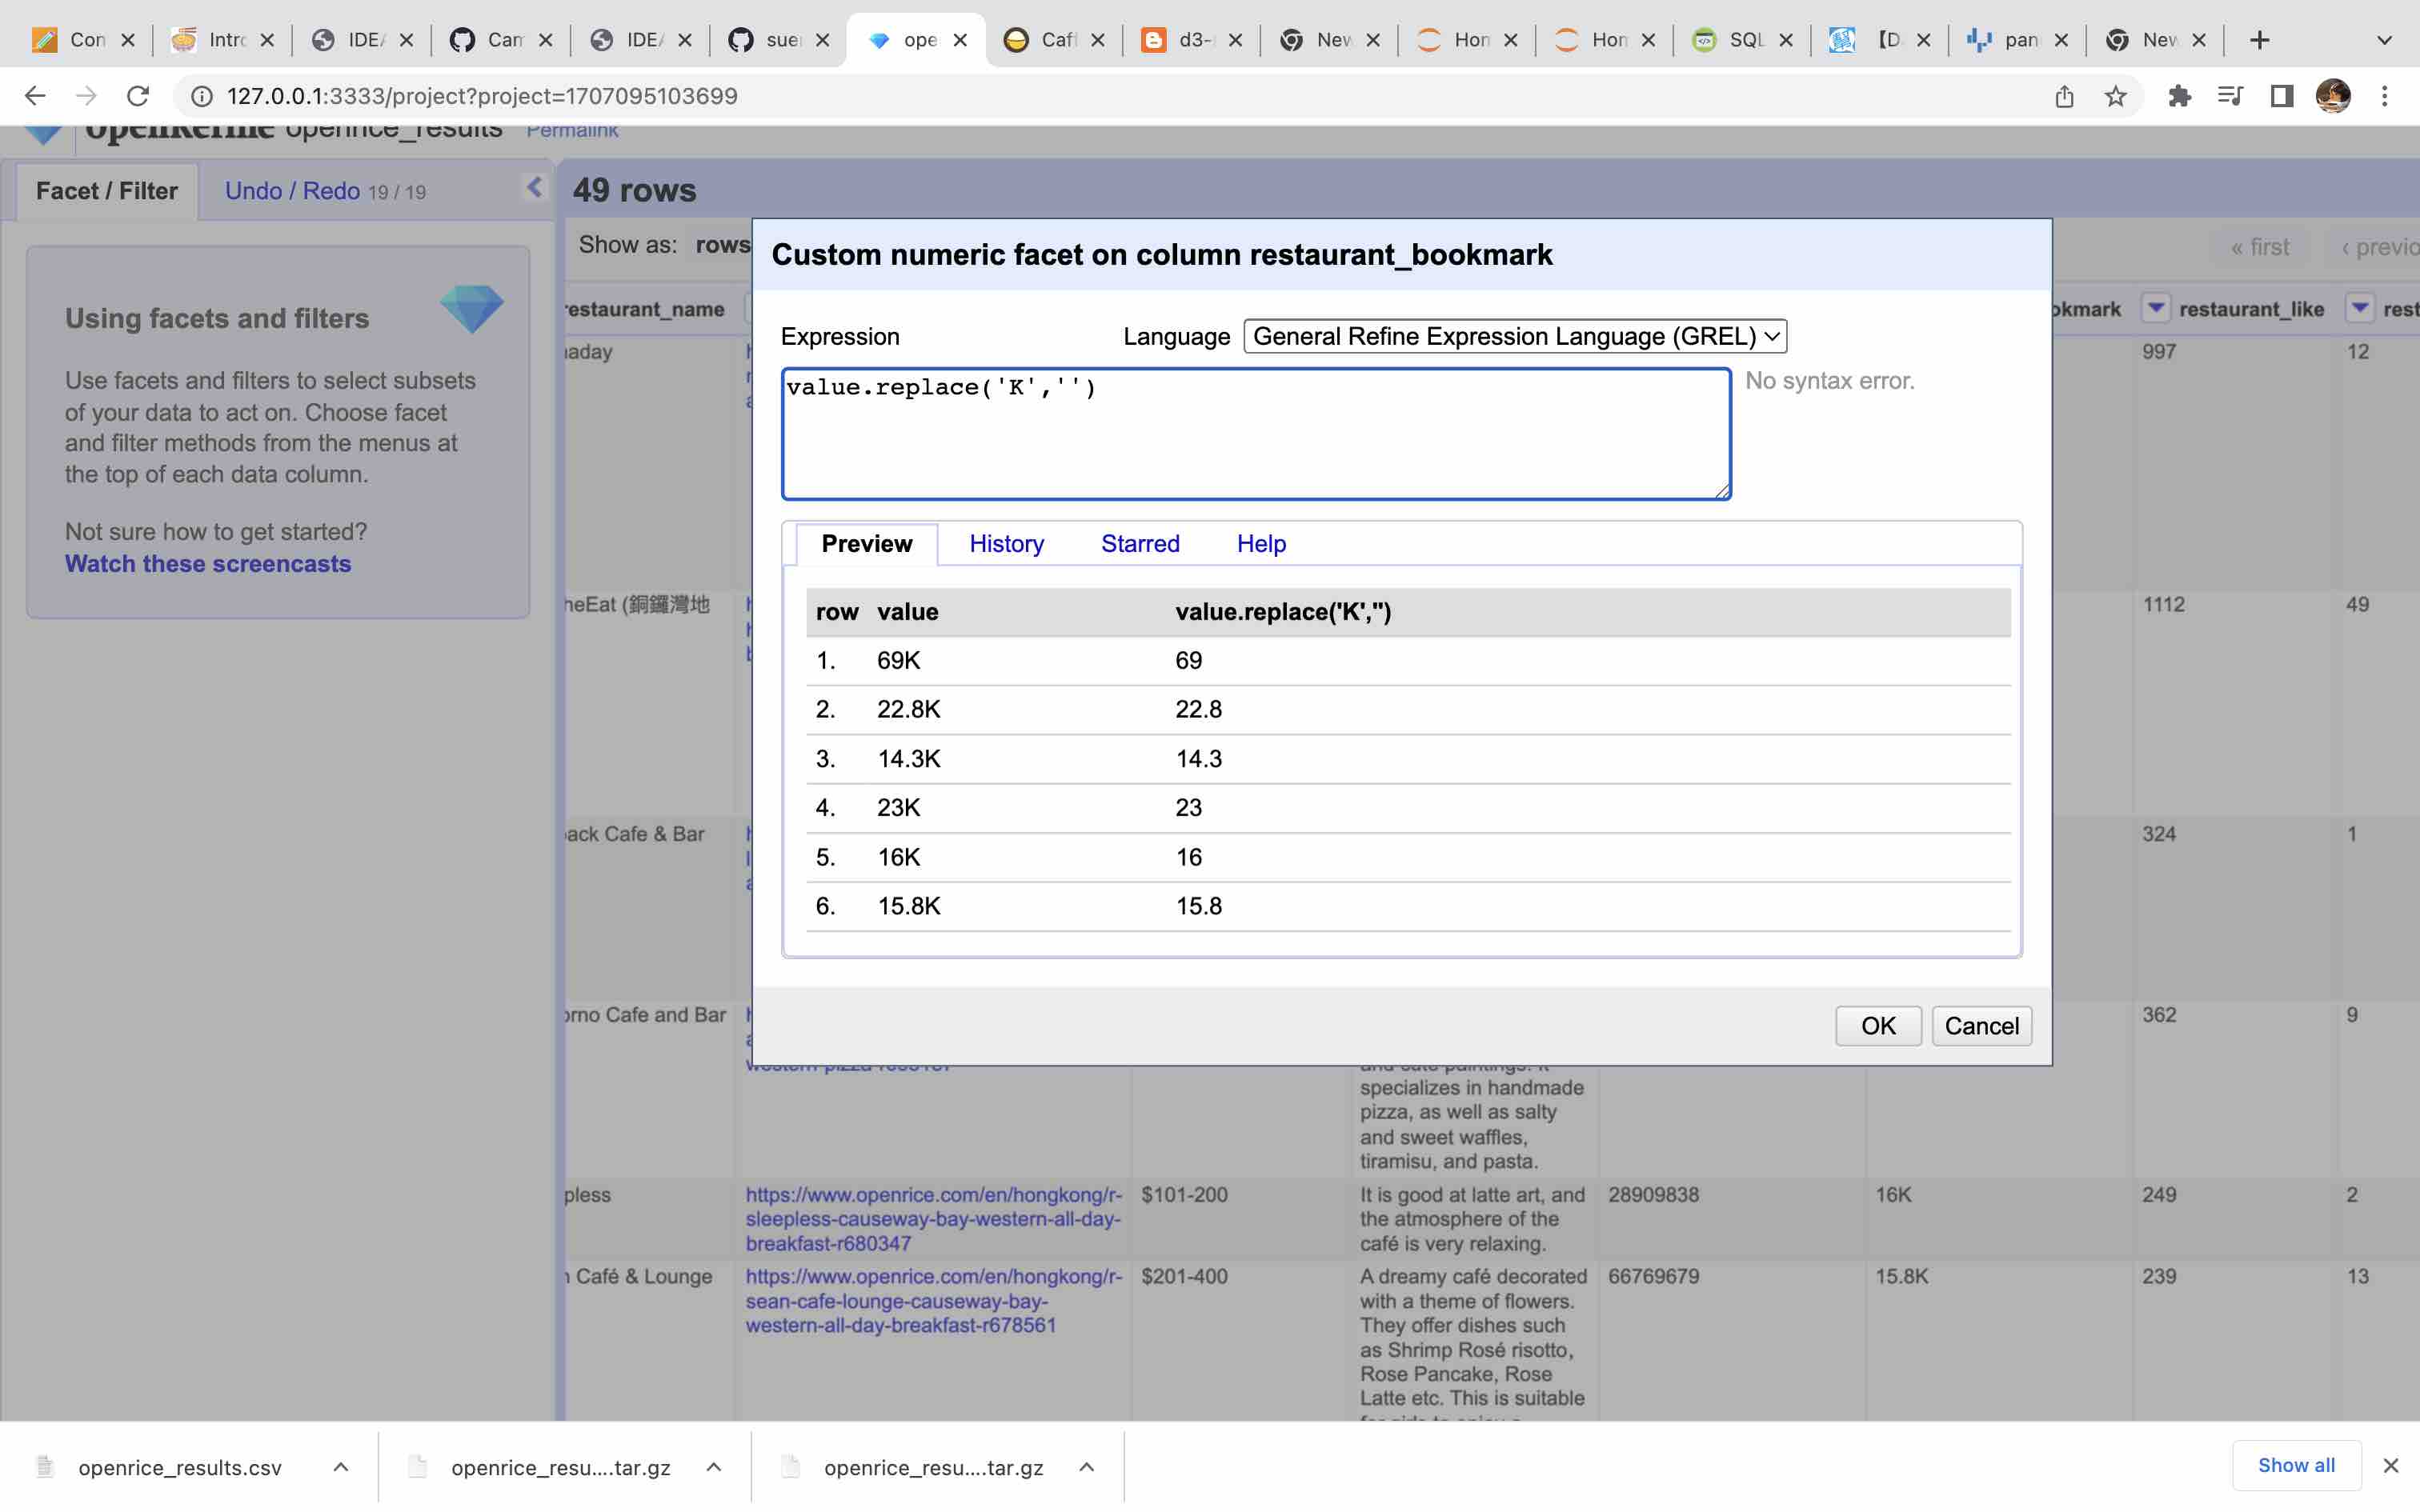 Con
Intro
IDEA
Can
IDEA
sue
ope
Caf
d3-
New
Hon
Hon
SQL
【D
pan
New
127.0.0.1:3333/project?project=1707095103699
openrice_results Permalink
Facet / Filter
Undo / Redo 19 / 19
49 rows
Show as: rows
« first
‹ previo
Using facets and filters
Use facets and filters to select subsets
of your data to act on. Choose facet
and filter methods from the menus at
the top of each data column.
Not sure how to get started?
Watch these screencasts
Custom numeric facet on column restaurant_bookmark
Expression
Language General Refine Expression Language (GREL)
value.replace('K','')
No syntax error.
Preview
History
Starred
Help
row value value.replace('K','')
1. 69K 69
2. 22.8K 22.8
3. 14.3K 14.3
4. 23K 23
5. 16K 16
6. 15.8K 15.8
OK
Cancel
restaurant_name
okmark
restaurant_like
rest
aday
997
12
heEat (銅鑼灣地
1112
49
ack Cafe & Bar
324
1
orno Cafe and Bar
362
9
specializes in handmade
pizza, as well as salty
and sweet waffles,
tiramisu, and pasta.
pless
https://www.openrice.com/en/hongkong/r-
sleepless-causeway-bay-western-all-day-
breakfast-r680347
$101-200
It is good at latte art, and
the atmosphere of the
café is very relaxing.
28909838
16K
249
2
n Café & Lounge
https://www.openrice.com/en/hongkong/r-
sean-cafe-lounge-causeway-bay-
western-all-day-breakfast-r678561
$201-400
A dreamy café decorated
with a theme of flowers.
They offer dishes such
as Shrimp Rosé risotto,
Rose Pancake, Rose
Latte etc. This is suitable
66769679
15.8K
239
13
openrice_results.csv
openrice_resu....tar.gz
openrice_resu....tar.gz
Show all